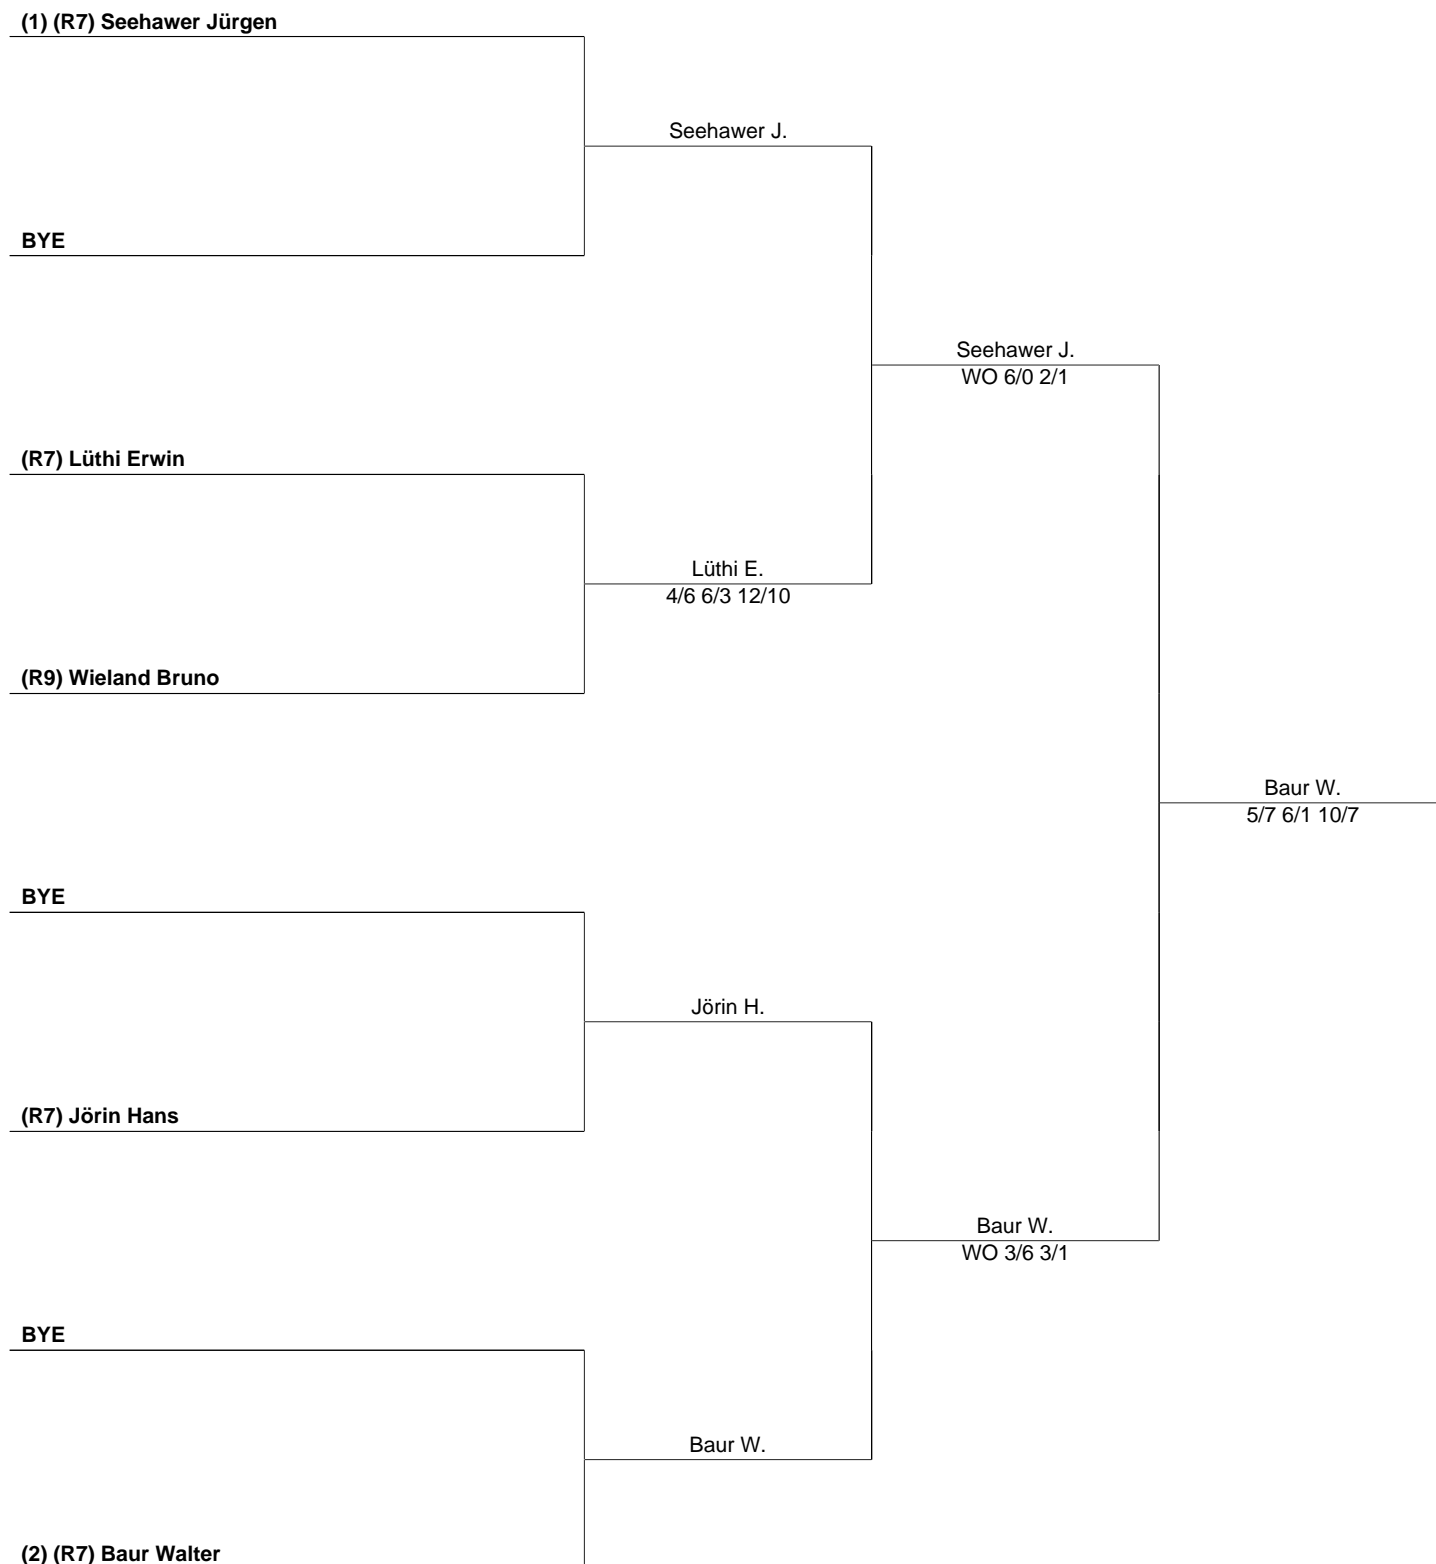 (1) (R7) Seehawer Jürgen
Seehawer J.
BYE
Seehawer J.
WO 6/0 2/1
(R7) Lüthi Erwin
Lüthi E.
4/6 6/3 12/10
(R9) Wieland Bruno
Baur W.
5/7 6/1 10/7
BYE
Jörin H.
(R7) Jörin Hans
Baur W.
WO 3/6 3/1
BYE
Baur W.
(2) (R7) Baur Walter